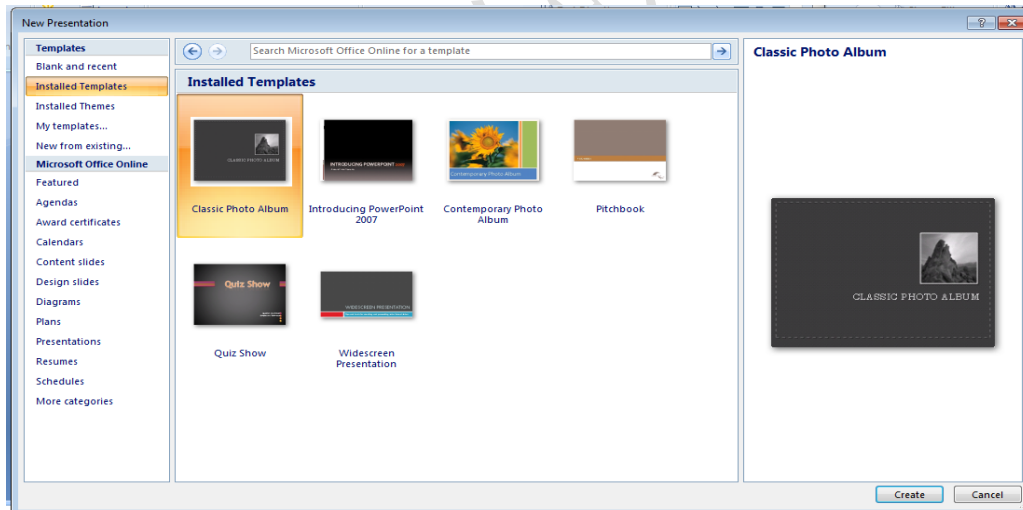 New Presentation
Templates
Blank and recent
Installed Templates
Installed Themes
My templates...
New from existing...
Microsoft Office Online
Featured
Agendas
Award certificates
Calendars
Content slides
Design slides
Diagrams
Plans
Presentations
Resumes
Schedules
More categories
Search Microsoft Office Online for a template
Installed Templates
CLASSIC PHOTO ALBUM
INTRODUCING POWERPOINT 2007
Contemporary Photo Album
Classic Photo Album
Introducing PowerPoint
2007
Contemporary Photo
Album
Pitchbook
Quiz Show
WIDESCREEN PRESENTATION
Quiz Show
Widescreen
Presentation
Classic Photo Album
CLASSIC PHOTO ALBUM
Create
Cancel